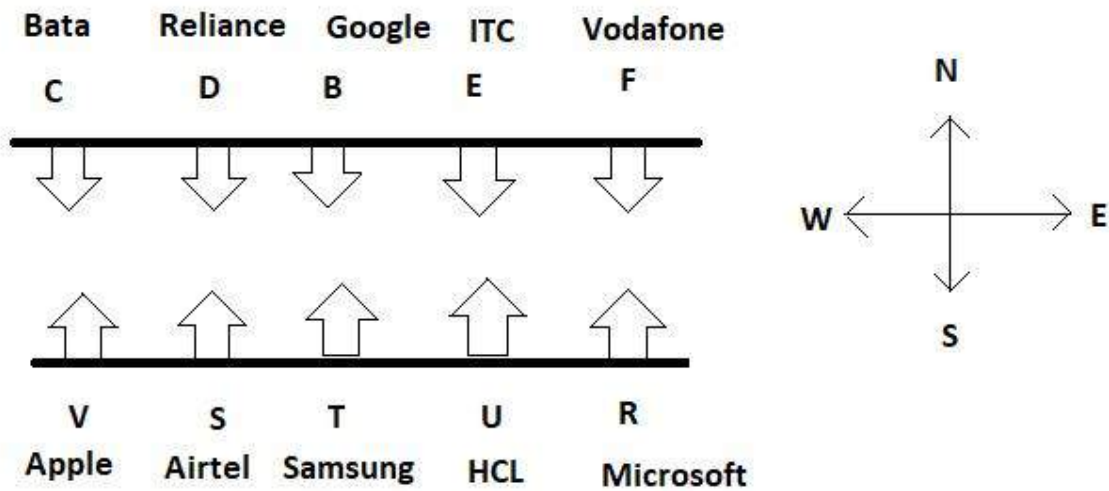 Bata Reliance Google ITC Vodafone
C D B E F
N
W E
S
V S T U R
Apple Airtel Samsung HCL Microsoft